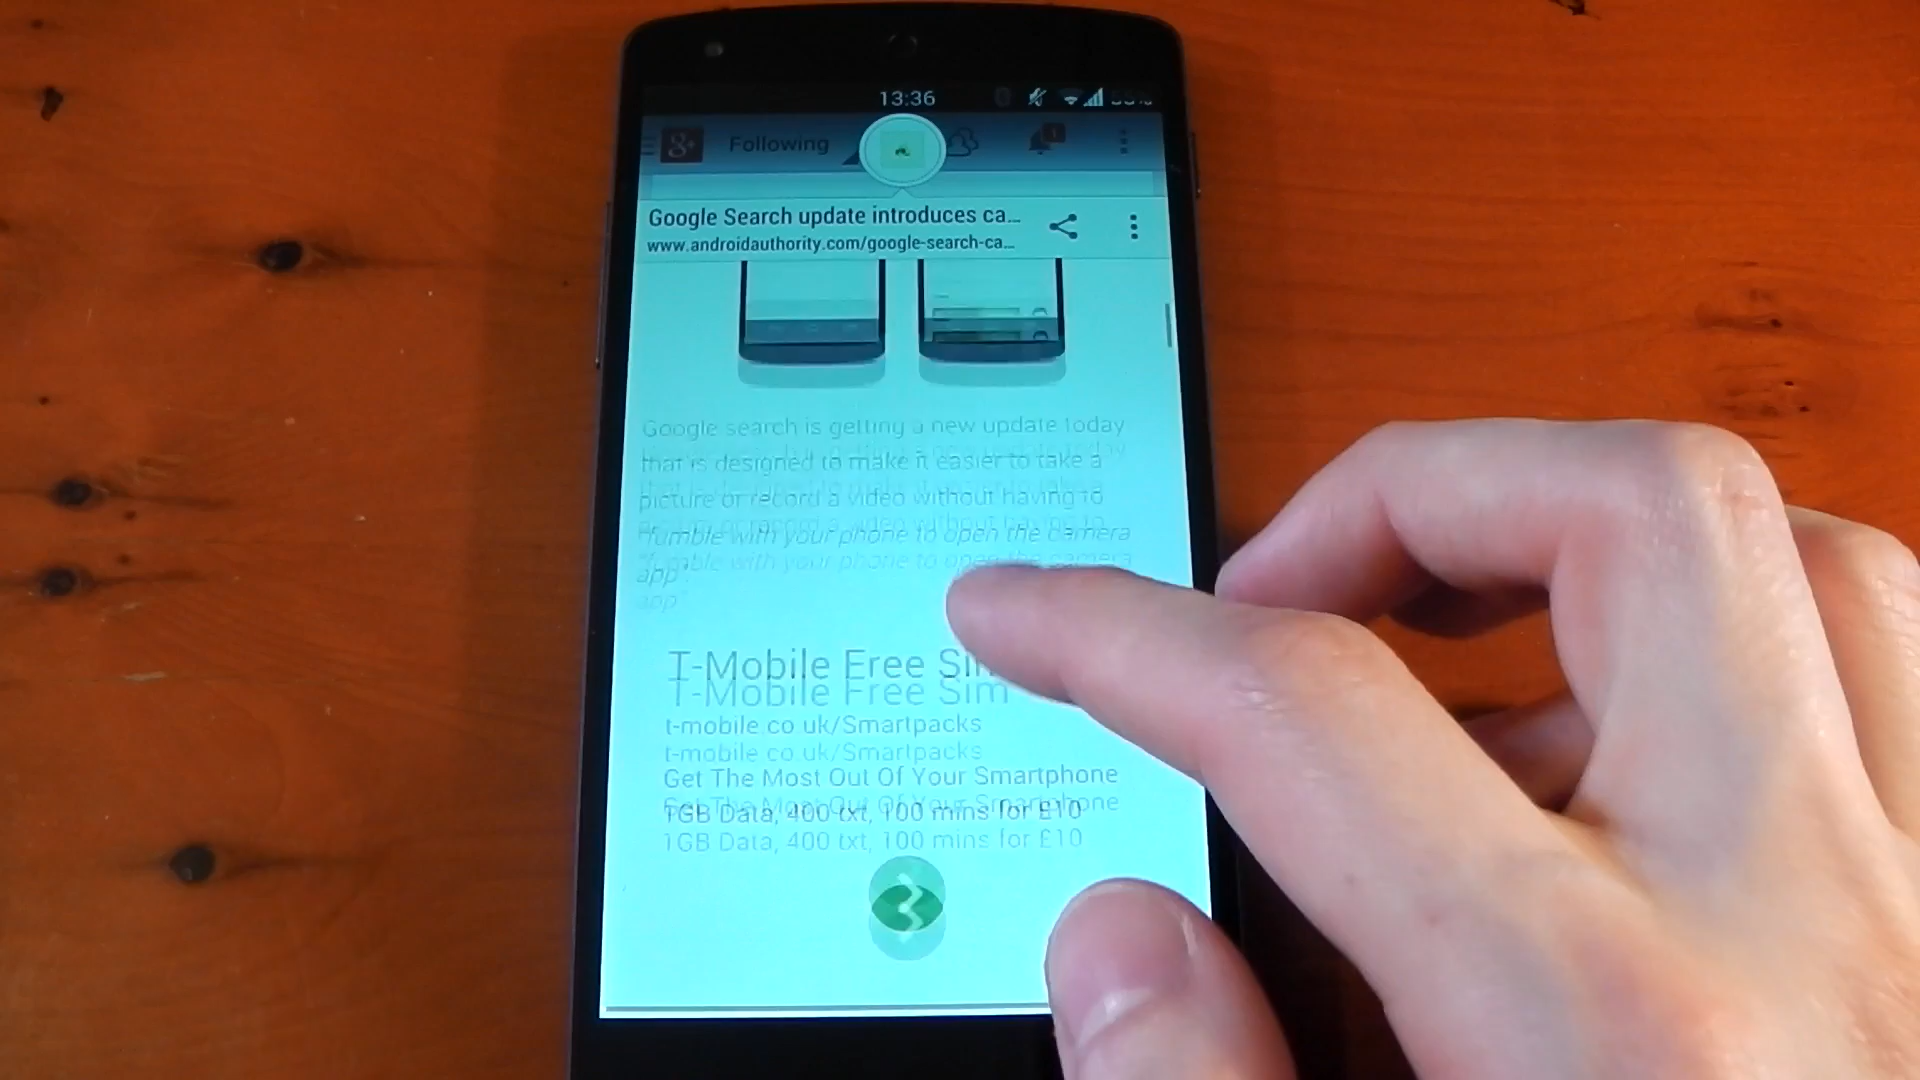 13:36
g+
Following
1
Google Search update introduces ca...
www.androidauthority.com/google-search-ca...
Google search is getting a new update today
that is designed to make it easier to take a
picture or record a video without having to
"fumble with your phone to open the camera
app".
T-Mobile Free Sim
t-mobile.co.uk/Smartpacks
Get The Most Out Of Your Smartphone
1GB Data, 400 txt, 100 mins for £10